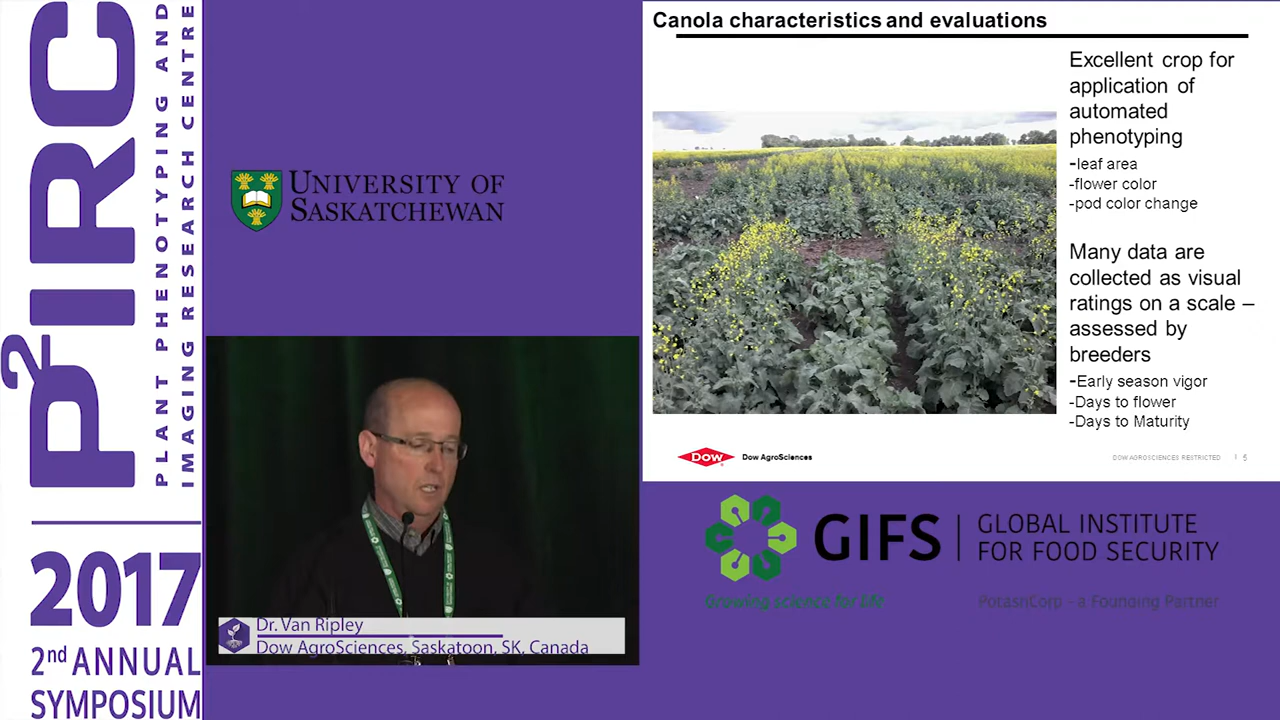 P²IRC
PLANT PHENOTYPING AND
IMAGING RESEARCH CENTRE
2017
2nd ANNUAL
SYMPOSIUM
UNIVERSITY OF
SASKATCHEWAN
Dr. Van Ripley
Dow AgroSciences, Saskatoon, SK, Canada
Canola characteristics and evaluations
Excellent crop for
application of
automated
phenotyping
-leaf area
-flower color
-pod color change
Many data are
collected as visual
ratings on a scale –
assessed by
breeders
-Early season vigor
-Days to flower
-Days to Maturity
DOW
Dow AgroSciences
DOW AGROSCIENCES RESTRICTED | 5
GIFS | GLOBAL INSTITUTE
FOR FOOD SECURITY
Growing science for life
PotashCorp - a Founding Partner